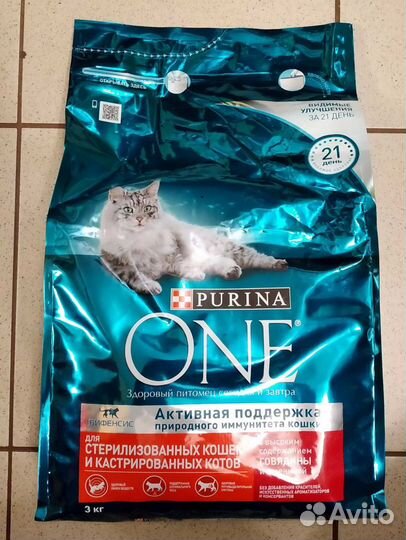 ОТКРЫТЬ ЗДЕСЬ
ВИДИМЫЕ
УЛУЧШЕНИЯ
ЗА 21 ДЕНЬ
21
ДЕНЬ
PURINA
ONE®
Здоровый питомец сегодня и завтра
БИФЕНСИС
Активная поддержка
природного иммунитета кошки
ДЛЯ
СТЕРИЛИЗОВАННЫХ КОШЕК
И КАСТРИРОВАННЫХ КОТОВ
С ВЫСОКИМ
СОДЕРЖАНИЕМ
ГОВЯДИНЫ
БЕЗ ДОБАВЛЕНИЯ КРАСИТЕЛЕЙ,
ИСКУССТВЕННЫХ АРОМАТИЗАТОРОВ
И КОНСЕРВАНТОВ
3 кг
Avito